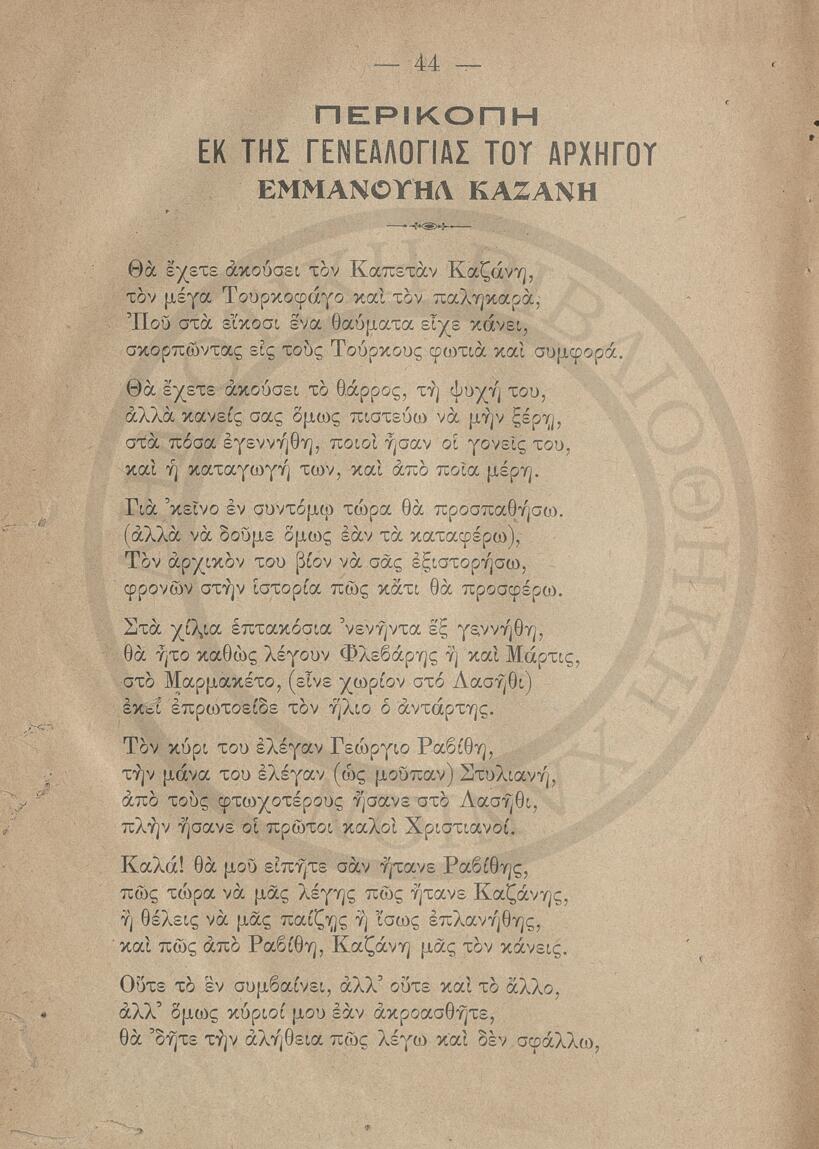 — 44 —
ΠΕΡΙΚΟΠΗ
ΕΚ ΤΗΣ ΓΕΝΕΑΛΟΓΙΑΣ ΤΟΥ ΑΡΧΗΓΟΥ
ΕΜΜΑΝΟΥΗΛ ΚΑΖΑΝΗ
Θὰ ἔχετε ἀκούσει τὸν Καπετὰν Καζάνη,
τὸν μέγα Τουρκοφάγο καὶ τὸν παληκαρᾶ,
Ἠποῦ στὰ εἴκοσι ἕνα θαύματα εἶχε κάνει,
σκορπῶντας εἰς τοὺς Τούρκους φωτιὰ καὶ συμφορά.
Θὰ ἔχετε ἀκούσει τὸ θάρρος, τὴ ψυχή του,
ἀλλὰ κανείς σας ὅμως πιστεύω νὰ μὴν ξέρῃ,
στὰ πόσα ἐγεννήθη, ποιοὶ ἦσαν οἱ γονεῖς του,
καὶ ἡ καταγωγή των, καὶ ἀπὸ ποῖα μέρη.
Γιὰ ’κεῖνο ἐν συντόμῳ τώρα θὰ προσπαθήσω.
(ἀλλὰ νὰ δοῦμε ὅμως ἐὰν τὰ καταφέρω),
Τὸν ἀρχικὸν του βίον νὰ σᾶς ἐξιστορήσω,
φρονῶν στὴν ἱστορία πῶς κἄτι θὰ προσφέρω.
Στὰ χίλια ἑπτακόσια ’νενῆντα ἓξ γεννήθη,
θὰ ἦτο καθὼς λέγουν Φλεβάρης ἢ καὶ Μάρτις,
στὸ Μαρμακέτο, (εἶνε χωρίον στό Λασῆθι)
ἐκεῖ ἐπρωτοεῖδε τὸν ἥλιο ὁ ἀντάρτης.
Τὸν κύρι του ἐλέγαν Γεώργιο Ραβίθη,
τὴν μάνα του ἐλέγαν (ὡς μοῦπαν) Στυλιανή,
ἀπὸ τοὺς φτωχοτέρους ἤσανε στὸ Λασῆθι,
πλὴν ἤσανε οἱ πρῶτοι καλοὶ Χριστιανοί.
Καλά! θὰ μοῦ εἰπῆτε σὰν ἤτανε Ραβίθης,
πῶς τώρα νὰ μᾶς λέγῃς πῶς ἤτανε Καζάνης,
ἢ θέλεις νὰ μᾶς παίζῃς ἢ ἴσως ἐπλανήθης,
καὶ πῶς ἀπὸ Ραβίθη, Καζάνη μᾶς τὸν κάνεις.
Οὔτε τὸ ἓν συμβαίνει, ἀλλ’ οὔτε καὶ τὸ ἄλλο,
ἀλλ’ ὅμως κύριοί μου ἐὰν ἀκροασθῆτε,
θὰ ’δῆτε τὴν ἀλήθεια πῶς λέγω καὶ δὲν σφάλλω,